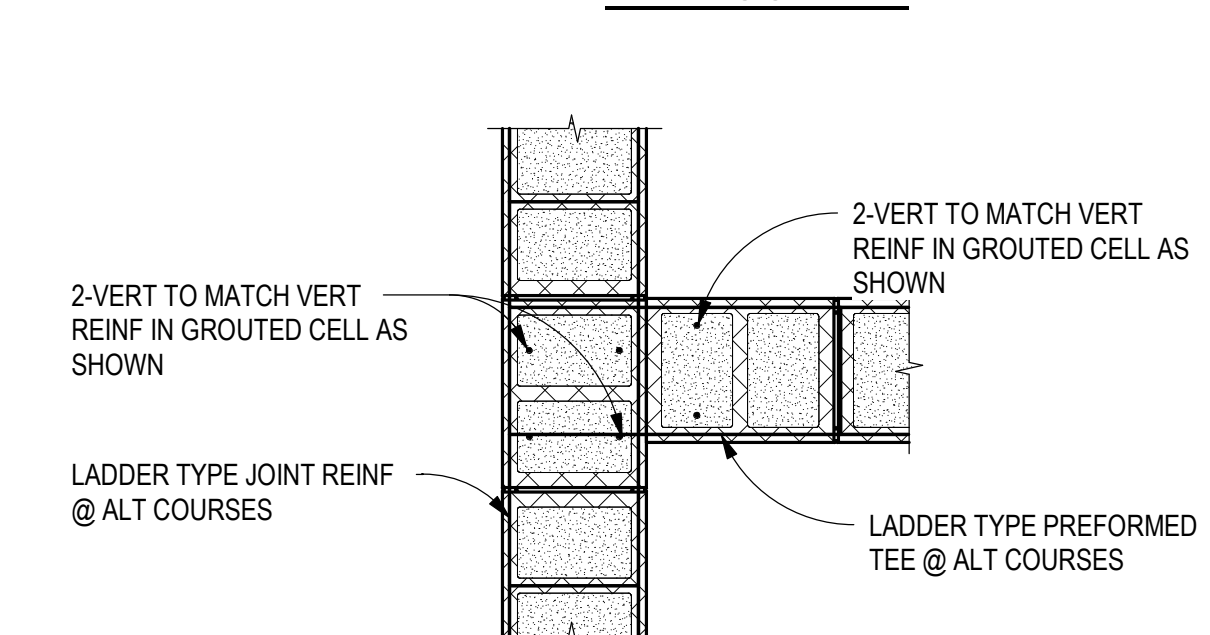 2-VERT TO MATCH VERT
REINF IN GROUTED CELL AS
SHOWN
2-VERT TO MATCH VERT
REINF IN GROUTED CELL AS
SHOWN
LADDER TYPE JOINT REINF
@ ALT COURSES
LADDER TYPE PREFORMED
TEE @ ALT COURSES